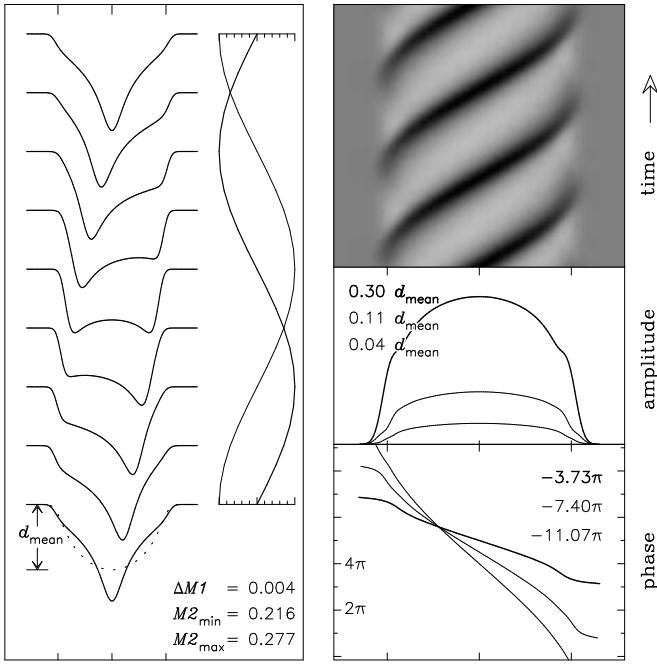 d_mean
ΔM1 = 0.004
M2_min = 0.216
M2_max = 0.277
time
0.30 d_mean
0.11 d_mean
0.04 d_mean
amplitude
−3.73π
−7.40π
−11.07π
4π
2π
phase